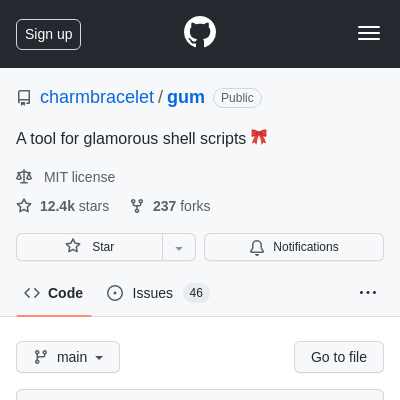 Sign up
charmbracelet / gum Public
A tool for glamorous shell scripts 🎀
MIT license
12.4k stars 237 forks
Star Notifications
Code Issues 46
main Go to file